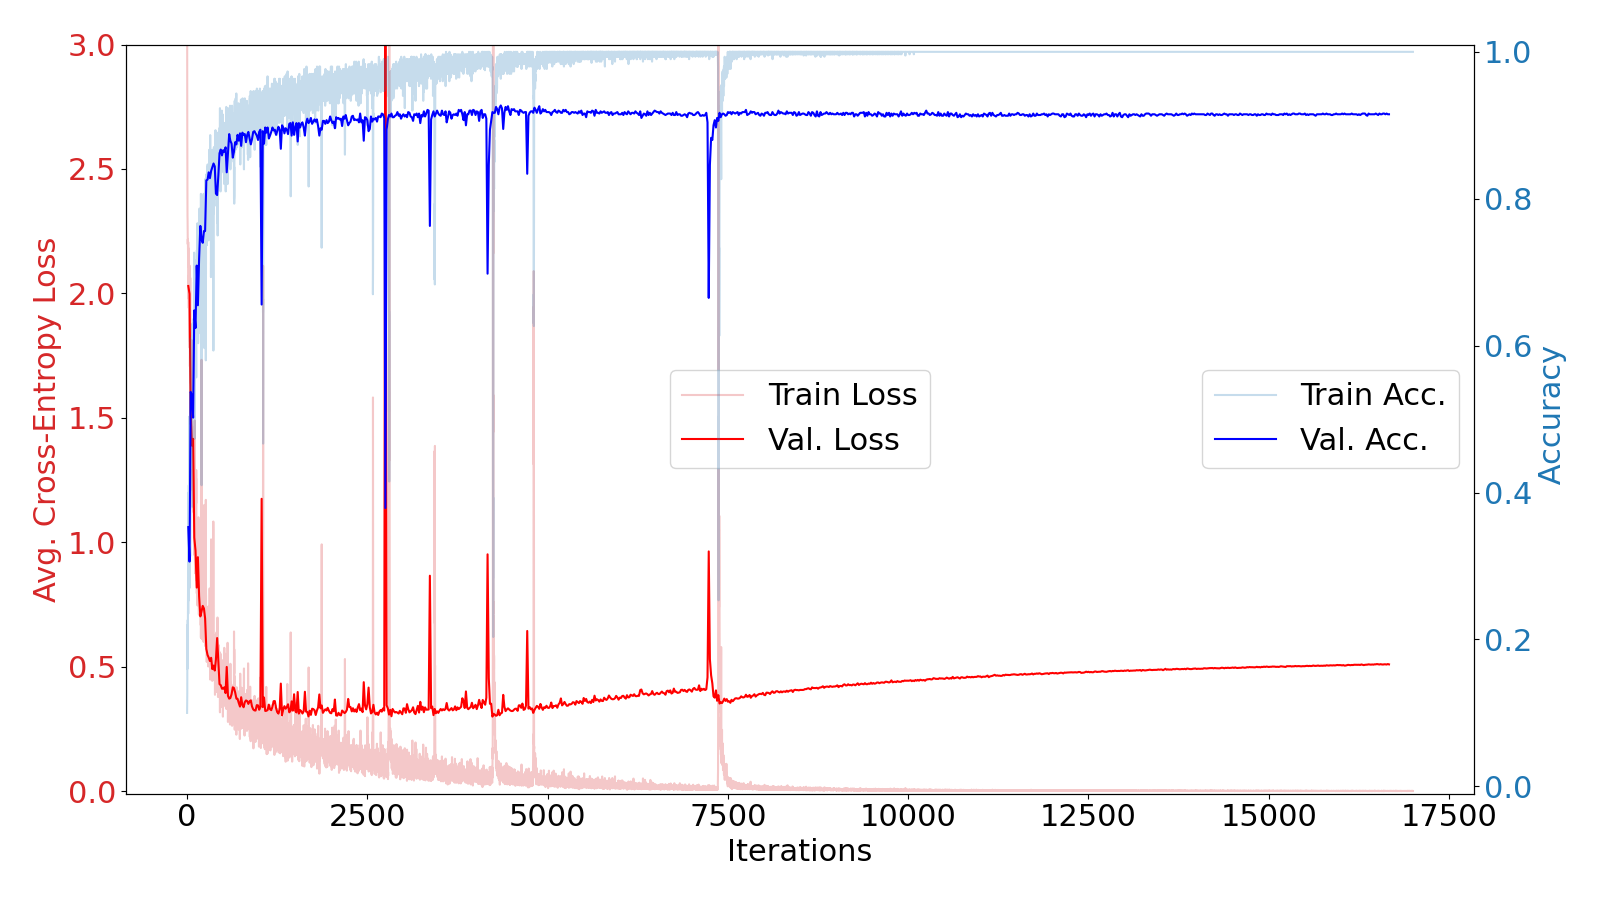 3.0
2.5
2.0
1.5
1.0
0.5
0.0
Avg. Cross-Entropy Loss
0 2500 5000 7500 10000 12500 15000 17500
Iterations
Train Loss
Val. Loss
Train Acc.
Val. Acc.
1.0
0.8
0.6
0.4
0.2
0.0
Accuracy